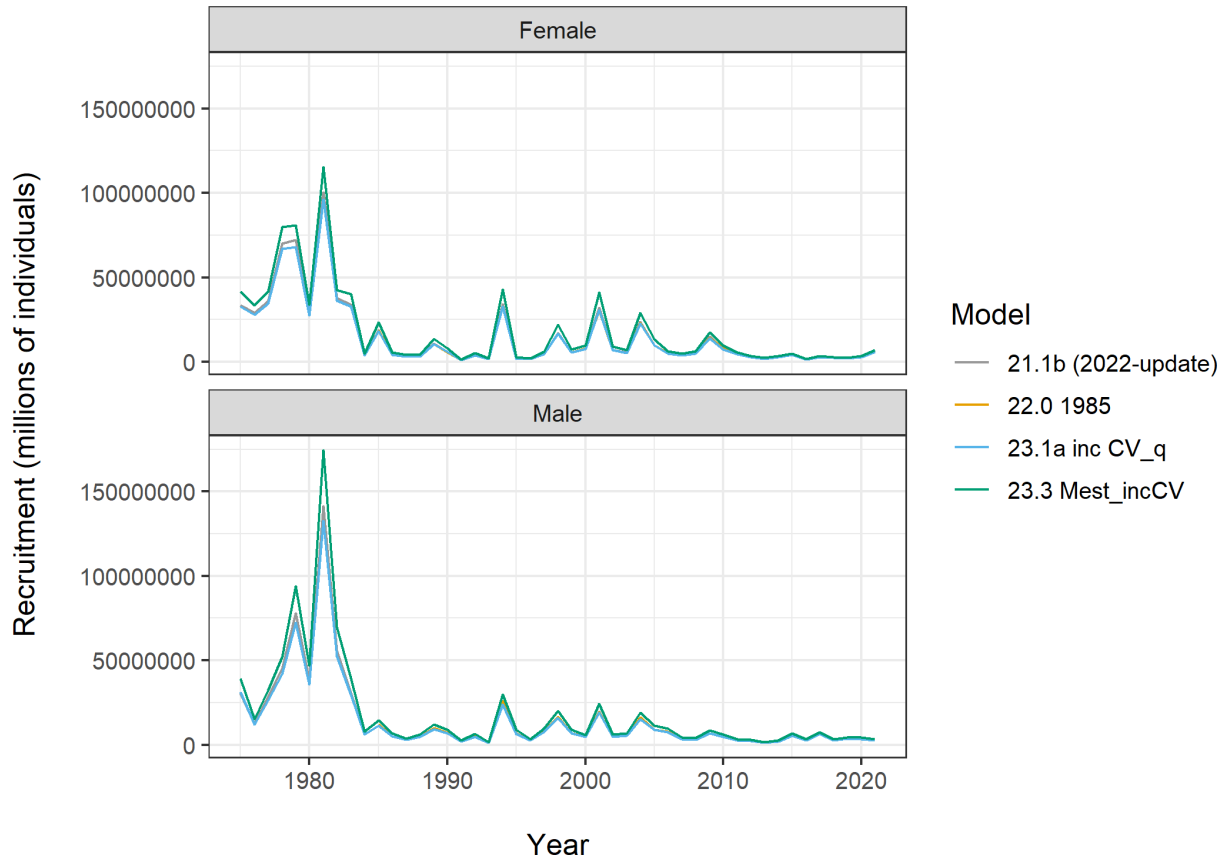 Female
150000000
100000000
50000000
0
Male
150000000
100000000
50000000
0
1980 1990 2000 2010 2020
Year
Recruitment (millions of individuals)
Model
21.1b (2022-update)
22.0 1985
23.1a inc CV_q
23.3 Mest_incCV